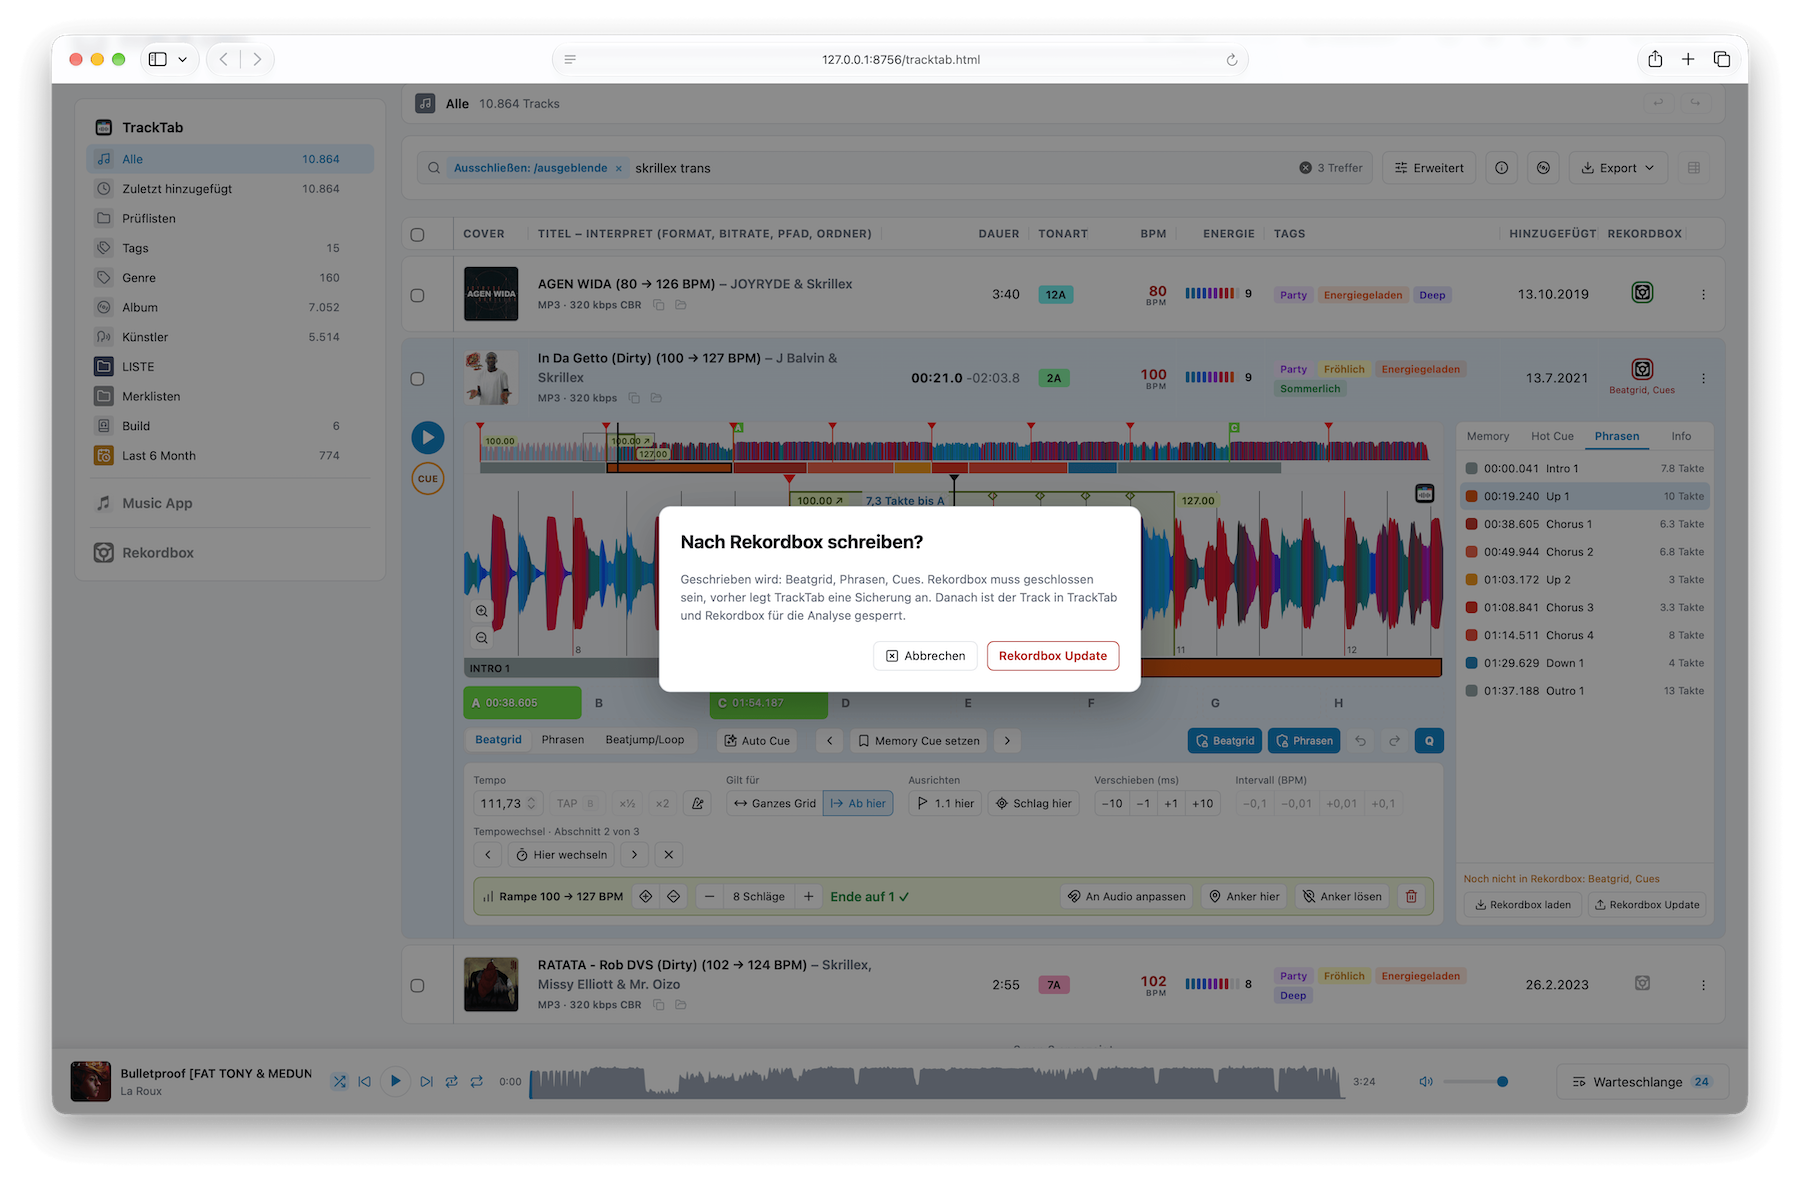 127.0.0.1:8756/tracktab.html
TrackTab
Alle 10.864
Zuletzt hinzugefügt 10.864
Prüflisten
Tags 15
Genre 160
Album 7.052
Künstler 5.514
LISTE
Merklisten
Build 6
Last 6 Month 774
Music App
Rekordbox
Alle 10.864 Tracks
Ausschließen: /ausgeblende × skrillex trans 3 Treffer Erweitert Export
COVER TITEL – INTERPRET (FORMAT, BITRATE, PFAD, ORDNER) DAUER TONART BPM ENERGIE TAGS HINZUGEFÜGT REKORDBOX
AGEN WIDA
AGEN WIDA (80 → 126 BPM) – JOYRYDE & Skrillex
MP3 · 320 kbps CBR
3:40 12A 80 BPM 9 Party Energiegeladen Deep 13.10.2019
In Da Getto (Dirty) (100 → 127 BPM) – J Balvin &
Skrillex
MP3 · 320 kbps
00:21.0 -02:03.8 2A 100 BPM 9 Party Fröhlich Energiegeladen
Sommerlich
13.7.2021
Beatgrid, Cues
CUE
100.00 100.00 ↗ 127.00 A C
100.00 ↗ 7,3 Takte bis A 127.00
8 11 12
INTRO 1
Nach Rekordbox schreiben?
Geschrieben wird: Beatgrid, Phrasen, Cues. Rekordbox muss geschlossen
sein, vorher legt TrackTab eine Sicherung an. Danach ist der Track in TrackTab
und Rekordbox für die Analyse gesperrt.
Abbrechen Rekordbox Update
A 00:38.605 B C 01:54.187 D E F G H
Beatgrid Phrasen Beatjump/Loop Auto Cue Memory Cue setzen Beatgrid Phrasen Q
Tempo Gilt für Ausrichten Verschieben (ms) Intervall (BPM)
111,73 TAP B ×½ ×2 Ganzes Grid Ab hier 1.1 hier Schlag hier −10 −1 +1 +10 −0,1 −0,01 +0,01 +0,1
Tempowechsel · Abschnitt 2 von 3
Hier wechseln
Rampe 100 → 127 BPM − 8 Schläge + Ende auf 1 ✓ An Audio anpassen Anker hier Anker lösen
Memory Hot Cue Phrasen Info
00:00.041 Intro 1 7.8 Takte
00:19.240 Up 1 10 Takte
00:38.605 Chorus 1 6.3 Takte
00:49.944 Chorus 2 6.8 Takte
01:03.172 Up 2 3 Takte
01:08.841 Chorus 3 3.3 Takte
01:14.511 Chorus 4 8 Takte
01:29.629 Down 1 4 Takte
01:37.188 Outro 1 13 Takte
Noch nicht in Rekordbox: Beatgrid, Cues
Rekordbox laden Rekordbox Update
RATATA - Rob DVS (Dirty) (102 → 124 BPM) – Skrillex,
Missy Elliott & Mr. Oizo
MP3 · 320 kbps CBR
2:55 7A 102 BPM 8 Party Fröhlich Energiegeladen
Deep
26.2.2023
Bulletproof [FAT TONY & MEDUN
La Roux
0:00 3:24 Warteschlange 24